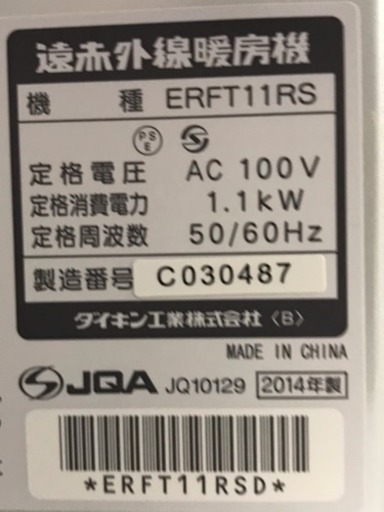 遠赤外線暖房機
機 種 ERFT11RS
PS
E
定格電圧 AC 100V
定格消費電力 1.1kW
定格周波数 50/60Hz
製造番号 C030487
ダイキン工業株式会社〈B〉
MADE IN CHINA
JQA JQ10129 2014年製
*ERFT11RSD*